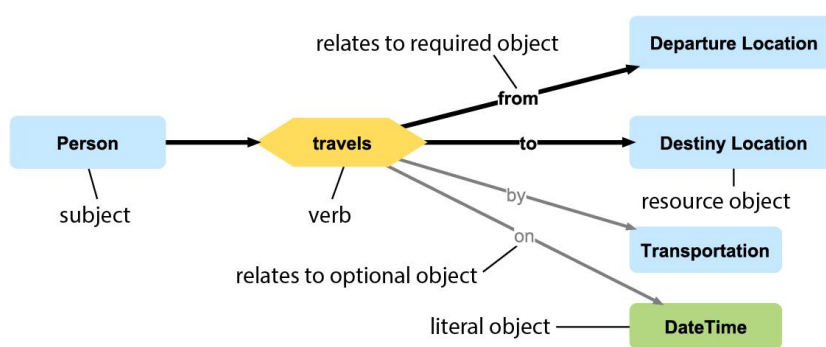 relates to required object
Departure Location
from
Person
travels
to
Destiny Location
subject
verb
by
resource object
on
Transportation
relates to optional object
literal object
DateTime